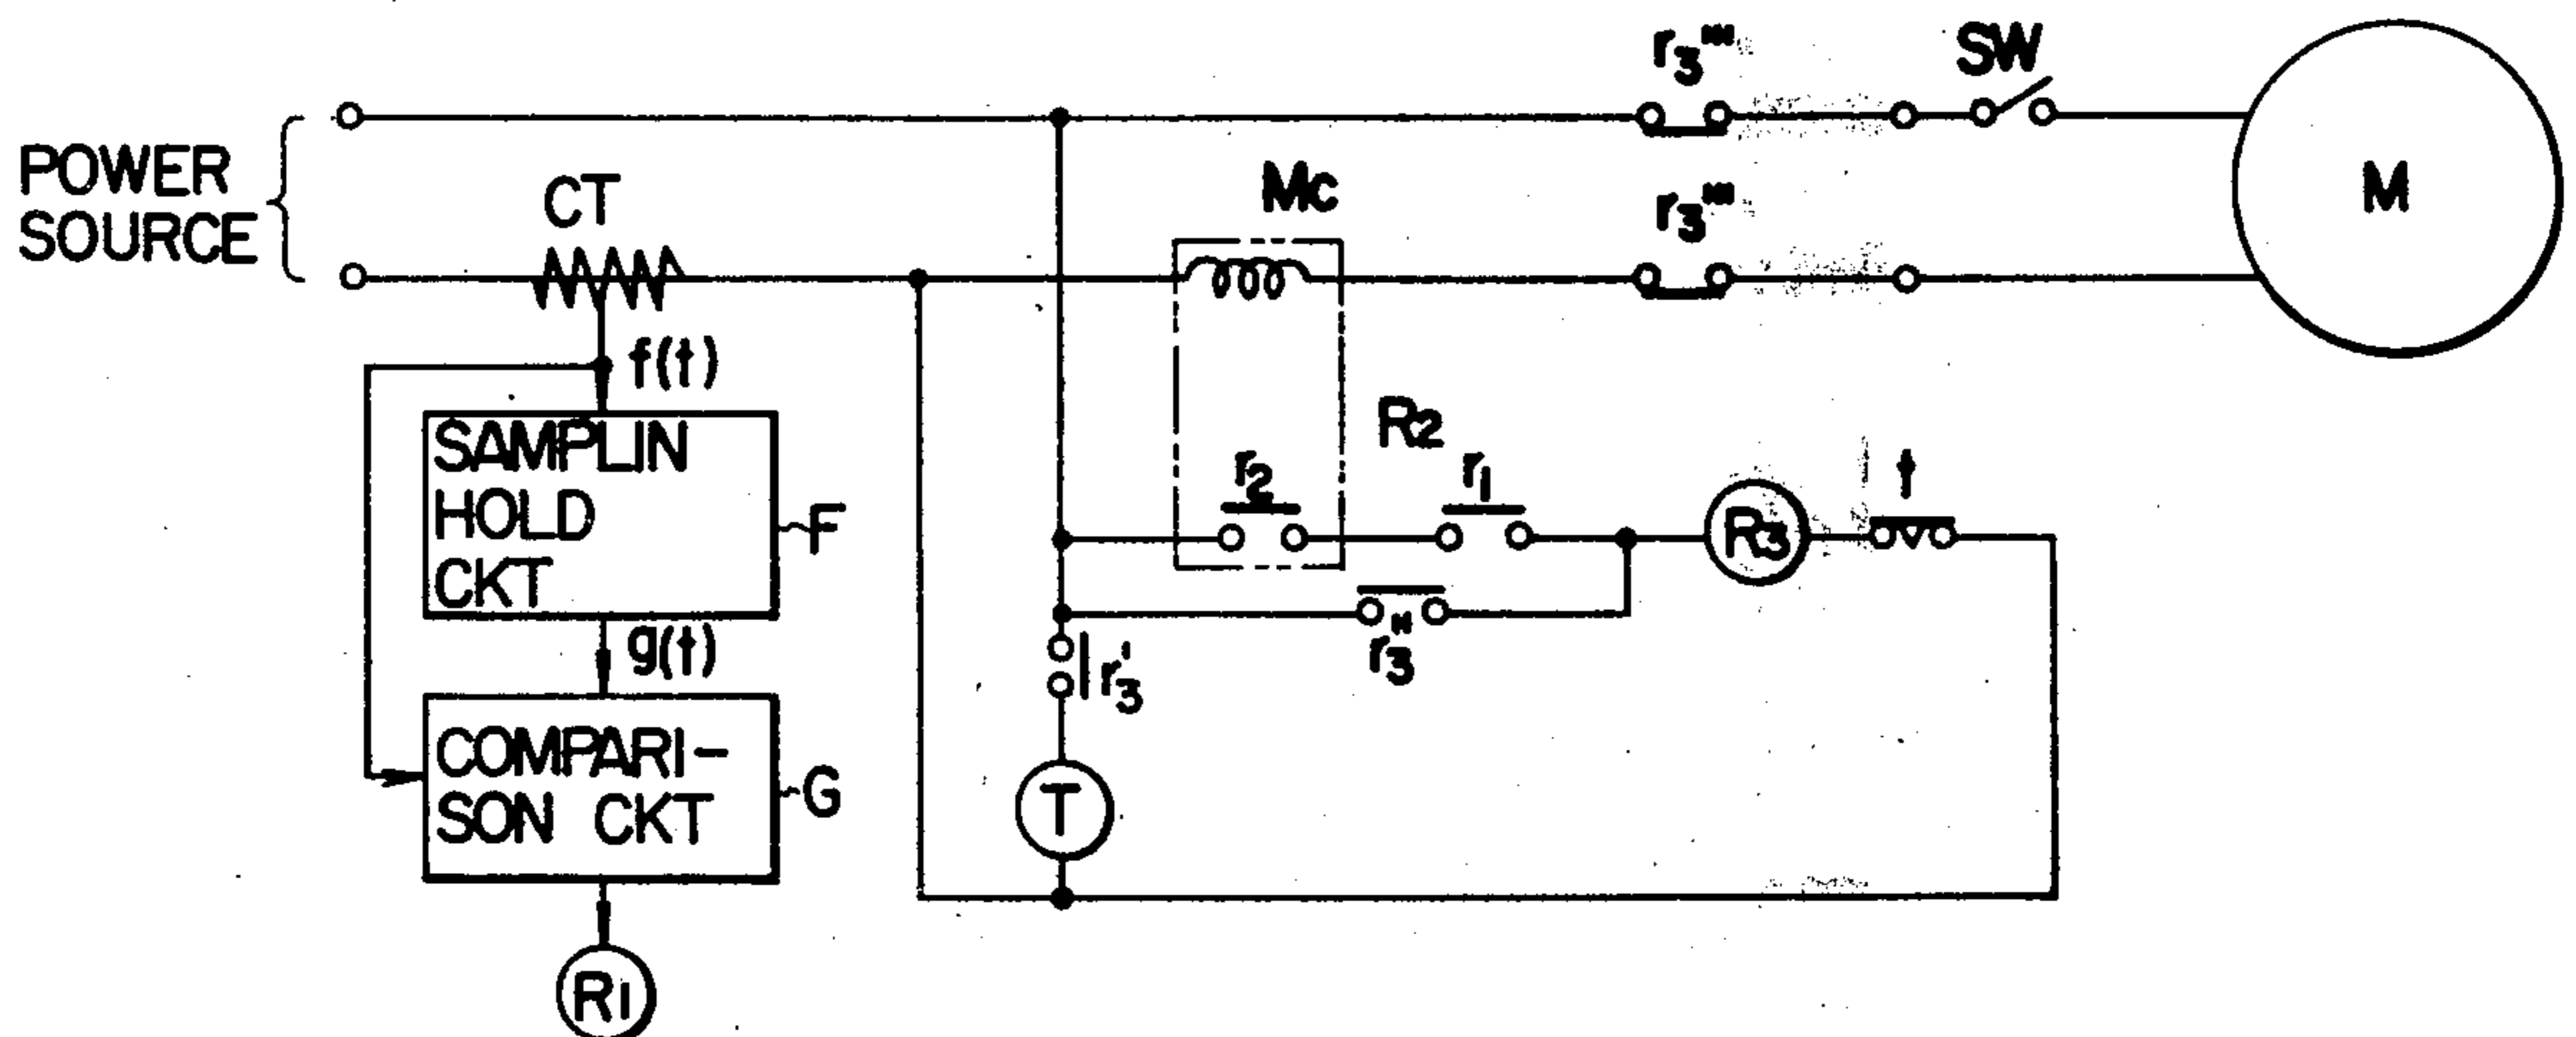 POWER
SOURCE
CT
f(t)
SAMPLIN
HOLD
CKT
F
g(t)
COMPARI-
SON CKT
G
R1
Mc
r3""
SW
M
r3""
R2
r2
r1
R3
t
r3"
r3'
T